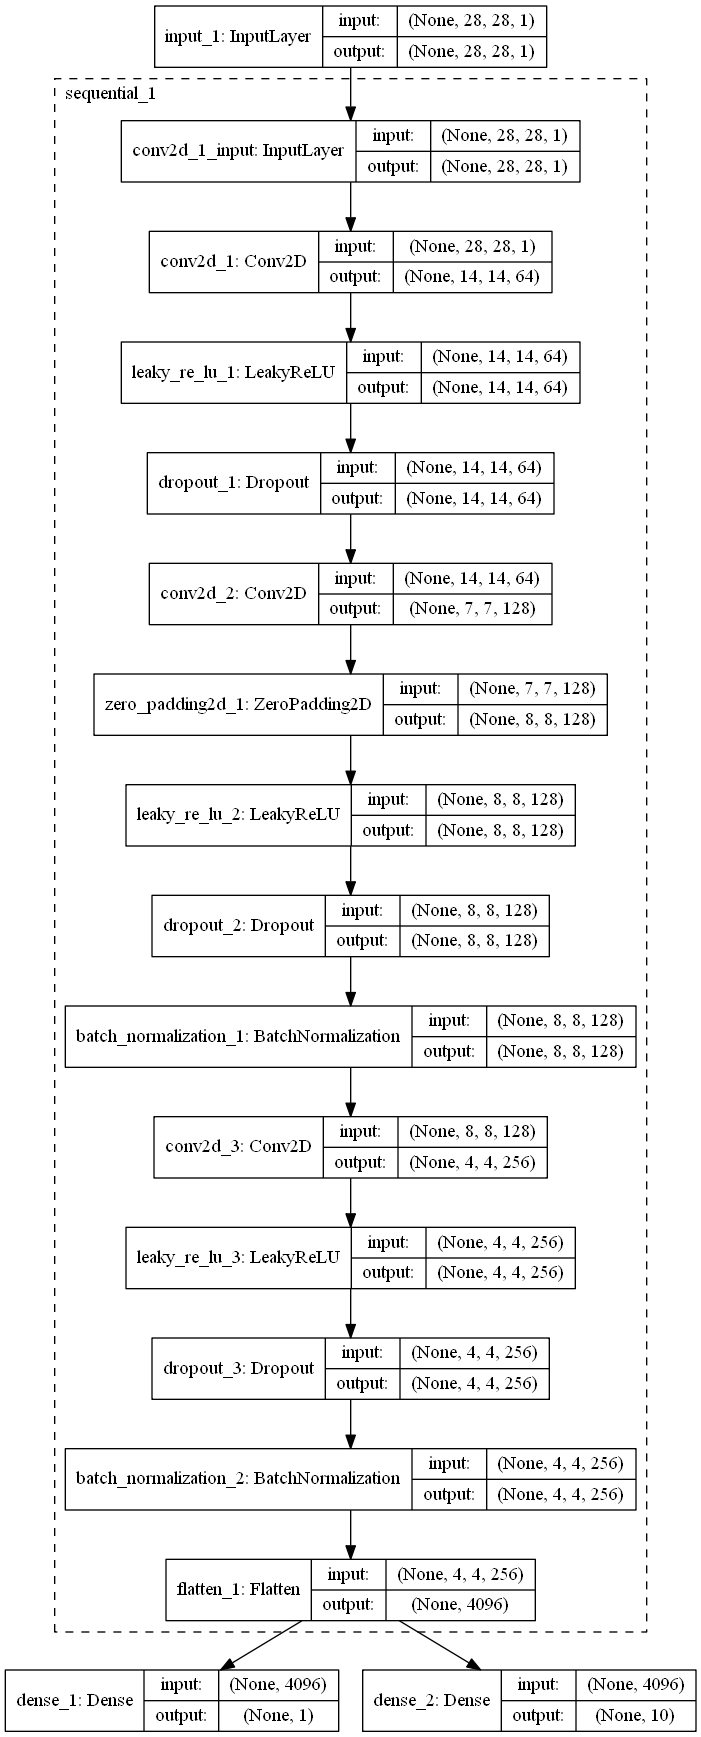 input_1: InputLayer
input: (None, 28, 28, 1)
output: (None, 28, 28, 1)
sequential_1
conv2d_1_input: InputLayer
input: (None, 28, 28, 1)
output: (None, 28, 28, 1)
conv2d_1: Conv2D
input: (None, 28, 28, 1)
output: (None, 14, 14, 64)
leaky_re_lu_1: LeakyReLU
input: (None, 14, 14, 64)
output: (None, 14, 14, 64)
dropout_1: Dropout
input: (None, 14, 14, 64)
output: (None, 14, 14, 64)
conv2d_2: Conv2D
input: (None, 14, 14, 64)
output: (None, 7, 7, 128)
zero_padding2d_1: ZeroPadding2D
input: (None, 7, 7, 128)
output: (None, 8, 8, 128)
leaky_re_lu_2: LeakyReLU
input: (None, 8, 8, 128)
output: (None, 8, 8, 128)
dropout_2: Dropout
input: (None, 8, 8, 128)
output: (None, 8, 8, 128)
batch_normalization_1: BatchNormalization
input: (None, 8, 8, 128)
output: (None, 8, 8, 128)
conv2d_3: Conv2D
input: (None, 8, 8, 128)
output: (None, 4, 4, 256)
leaky_re_lu_3: LeakyReLU
input: (None, 4, 4, 256)
output: (None, 4, 4, 256)
dropout_3: Dropout
input: (None, 4, 4, 256)
output: (None, 4, 4, 256)
batch_normalization_2: BatchNormalization
input: (None, 4, 4, 256)
output: (None, 4, 4, 256)
flatten_1: Flatten
input: (None, 4, 4, 256)
output: (None, 4096)
dense_1: Dense
input: (None, 4096)
output: (None, 1)
dense_2: Dense
input: (None, 4096)
output: (None, 10)